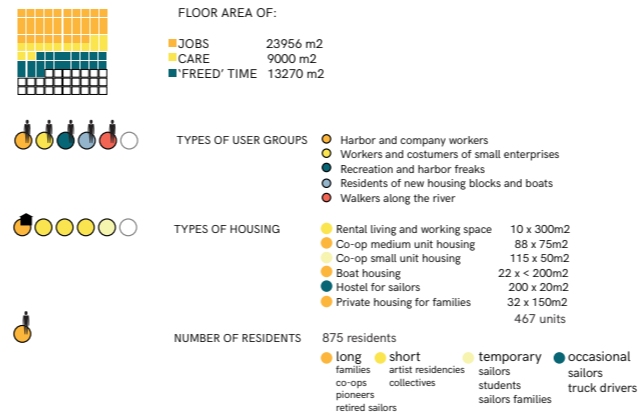 FLOOR AREA OF:
JOBS 23956 m2
CARE 9000 m2
'FREED' TIME 13270 m2
TYPES OF USER GROUPS
Harbor and company workers
Workers and costumers of small enterprises
Recreation and harbor freaks
Residents of new housing blocks and boats
Walkers along the river
TYPES OF HOUSING
Rental living and working space 10 x 300m2
Co-op medium unit housing 88 x 75m2
Co-op small unit housing 115 x 50m2
Boat housing 22 x < 200m2
Hostel for sailors 200 x 20m2
Private housing for families 32 x 150m2
467 units
NUMBER OF RESIDENTS 875 residents
long
families
co-ops
pioneers
retired sailors
short
artist residencies
collectives
temporary
sailors
students
sailors families
occasional
sailors
truck drivers